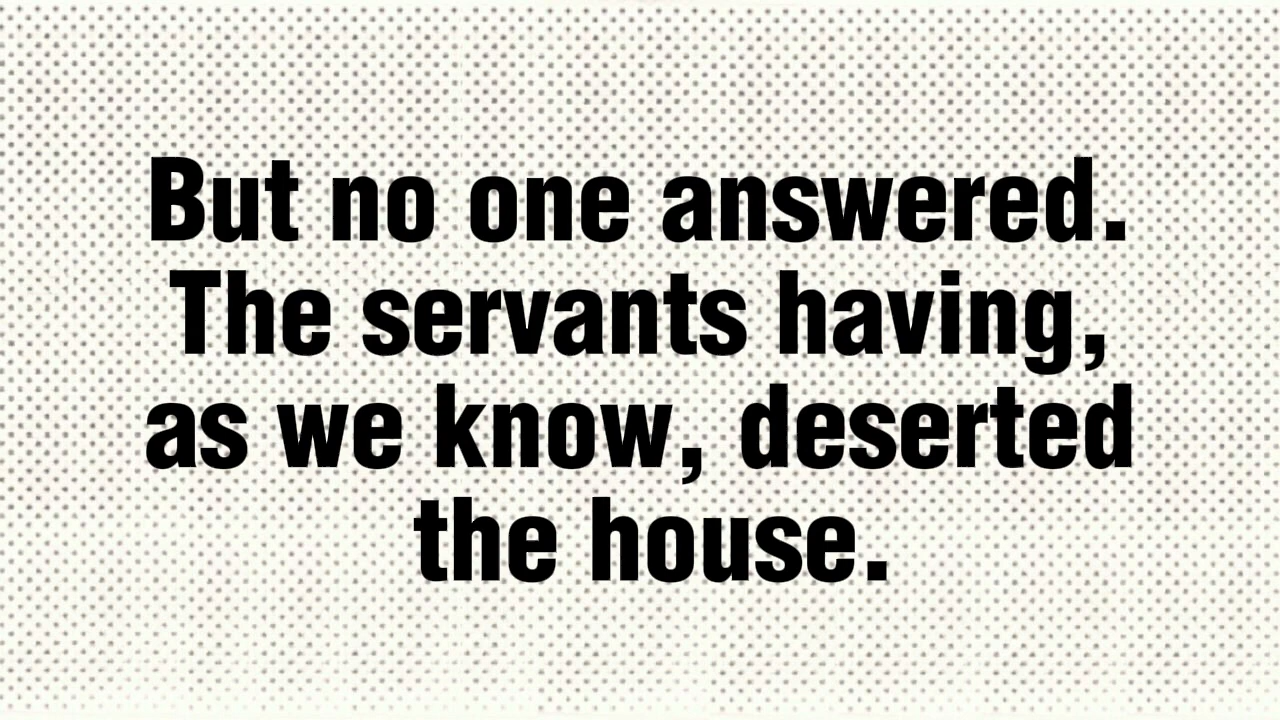 But no one answered.
The servants having,
as we know, deserted
the house.